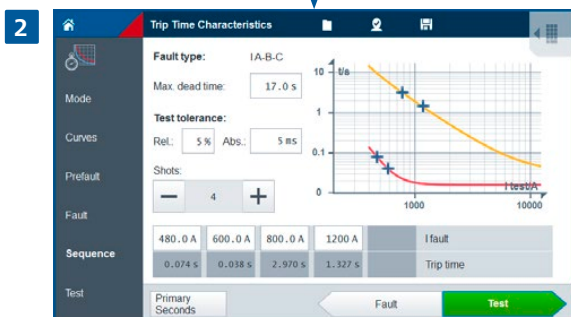 2
Trip Time Characteristics
Mode
Curves
Prefault
Fault
Sequence
Test
Fault type: IA-B-C
Max. dead time: 17.0 s
Test tolerance:
Rel.: 5 % Abs.: 5 ms
Shots:
4
10 t/s
1
0.1
0
I test/A
1000 10000
480.0 A 600.0 A 800.0 A 1200 A I fault
0.074 s 0.038 s 2.970 s 1.327 s Trip time
Primary
Seconds
Fault
Test